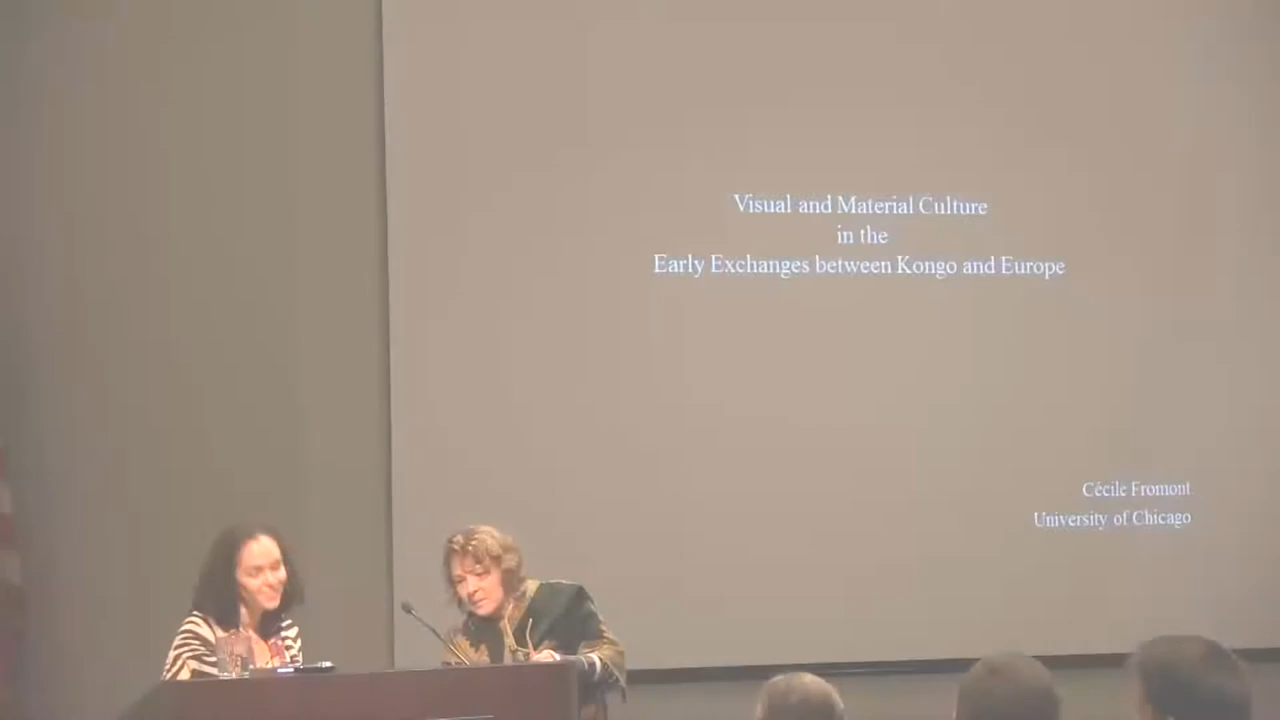 Visual and Material Culture
in the
Early Exchanges between Kongo and Europe
Cécile Fromont
University of Chicago